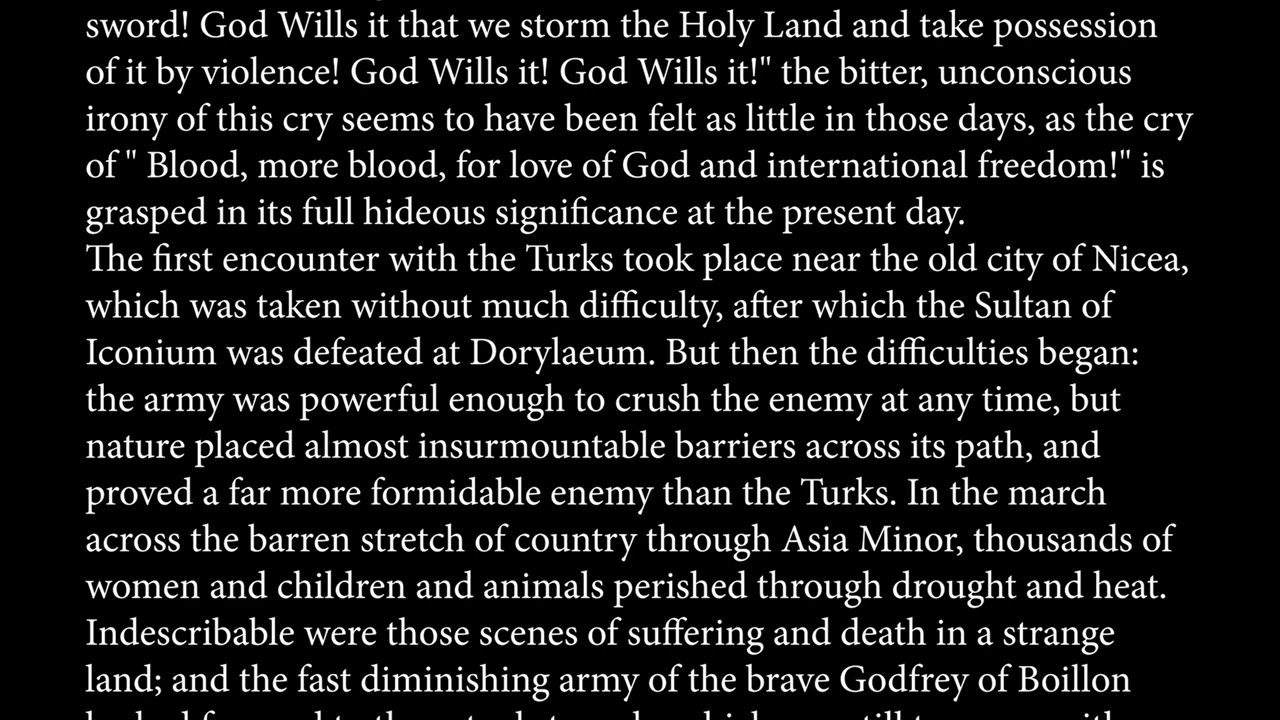 sword! God Wills it that we storm the Holy Land and take possession
of it by violence! God Wills it! God Wills it!" the bitter, unconscious
irony of this cry seems to have been felt as little in those days, as the cry
of " Blood, more blood, for love of God and international freedom!" is
grasped in its full hideous significance at the present day.
The first encounter with the Turks took place near the old city of Nicea,
which was taken without much difficulty, after which the Sultan of
Iconium was defeated at Dorylaeum. But then the difficulties began:
the army was powerful enough to crush the enemy at any time, but
nature placed almost insurmountable barriers across its path, and
proved a far more formidable enemy than the Turks. In the march
across the barren stretch of country through Asia Minor, thousands of
women and children and animals perished through drought and heat.
Indescribable were those scenes of suffering and death in a strange
land; and the fast diminishing army of the brave Godfrey of Boillon